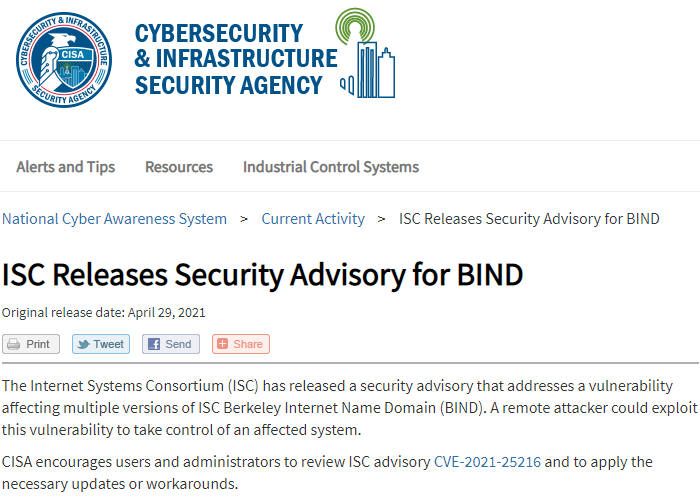 CYBERSECURITY & INFRASTRUCTURE
CISA
SECURITY AGENCY
CYBERSECURITY
& INFRASTRUCTURE
SECURITY AGENCY
Alerts and Tips Resources Industrial Control Systems
National Cyber Awareness System > Current Activity > ISC Releases Security Advisory for BIND
ISC Releases Security Advisory for BIND
Original release date: April 29, 2021
Print Tweet Send Share
The Internet Systems Consortium (ISC) has released a security advisory that addresses a vulnerability
affecting multiple versions of ISC Berkeley Internet Name Domain (BIND). A remote attacker could exploit
this vulnerability to take control of an affected system.
CISA encourages users and administrators to review ISC advisory CVE-2021-25216 and to apply the
necessary updates or workarounds.